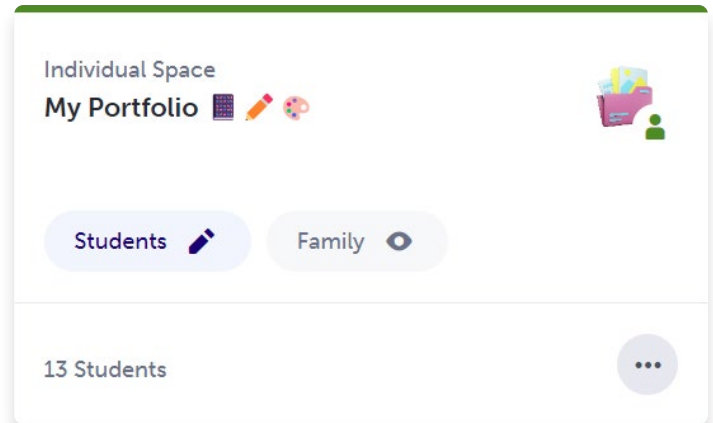 Individual Space
My Portfolio 📓 ✏️ 🎨
Students
Family
13 Students